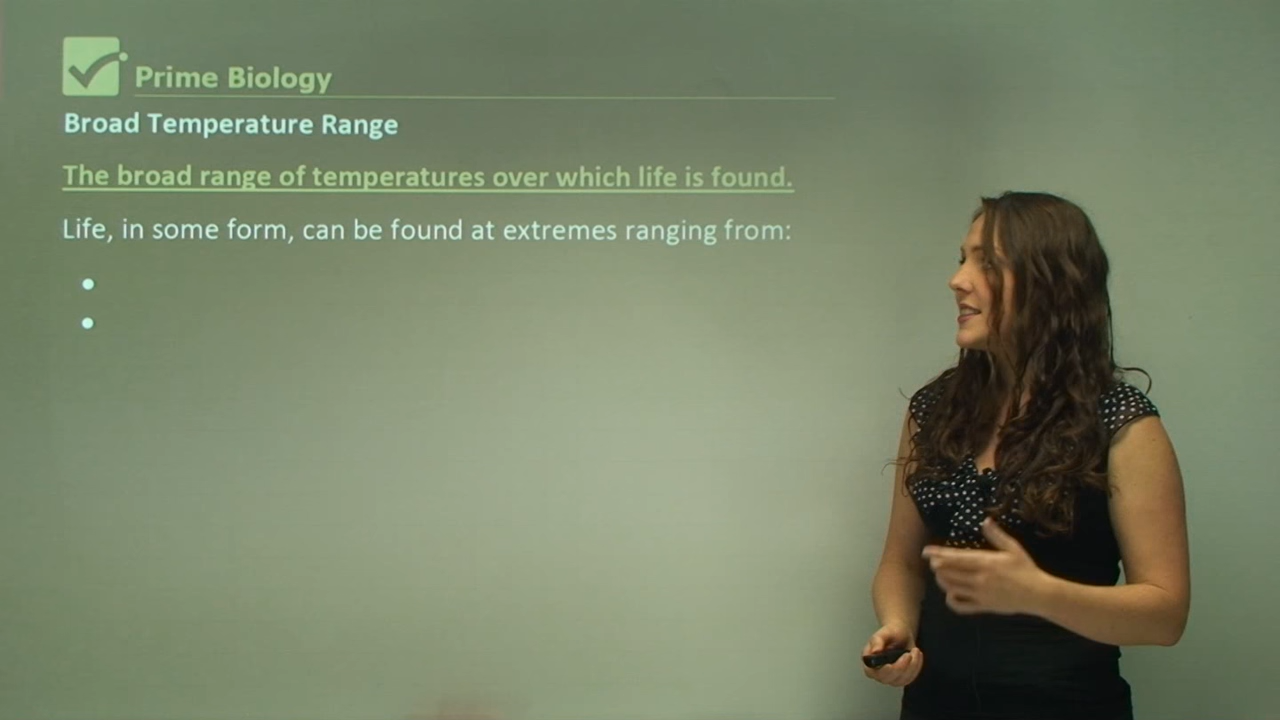 Prime Biology
Broad Temperature Range
The broad range of temperatures over which life is found.
Life, in some form, can be found at extremes ranging from: